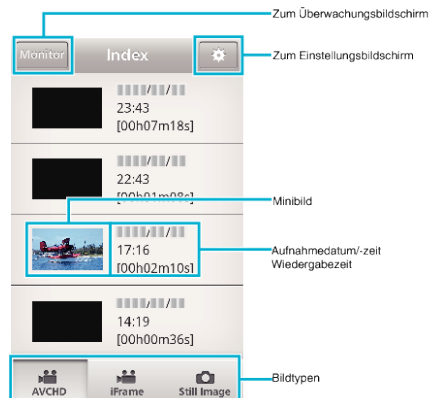 Zum Überwachungsbildschirm
Monitor
Index
Zum Einstellungsbildschirm
23:43
[00h07m18s]
22:43
[00h01m08s]
Minibild
17:16
[00h02m10s]
Aufnahmedatum/-zeit
Wiedergabezeit
14:19
[00h00m36s]
AVCHD
iFrame
Still Image
Bildtypen